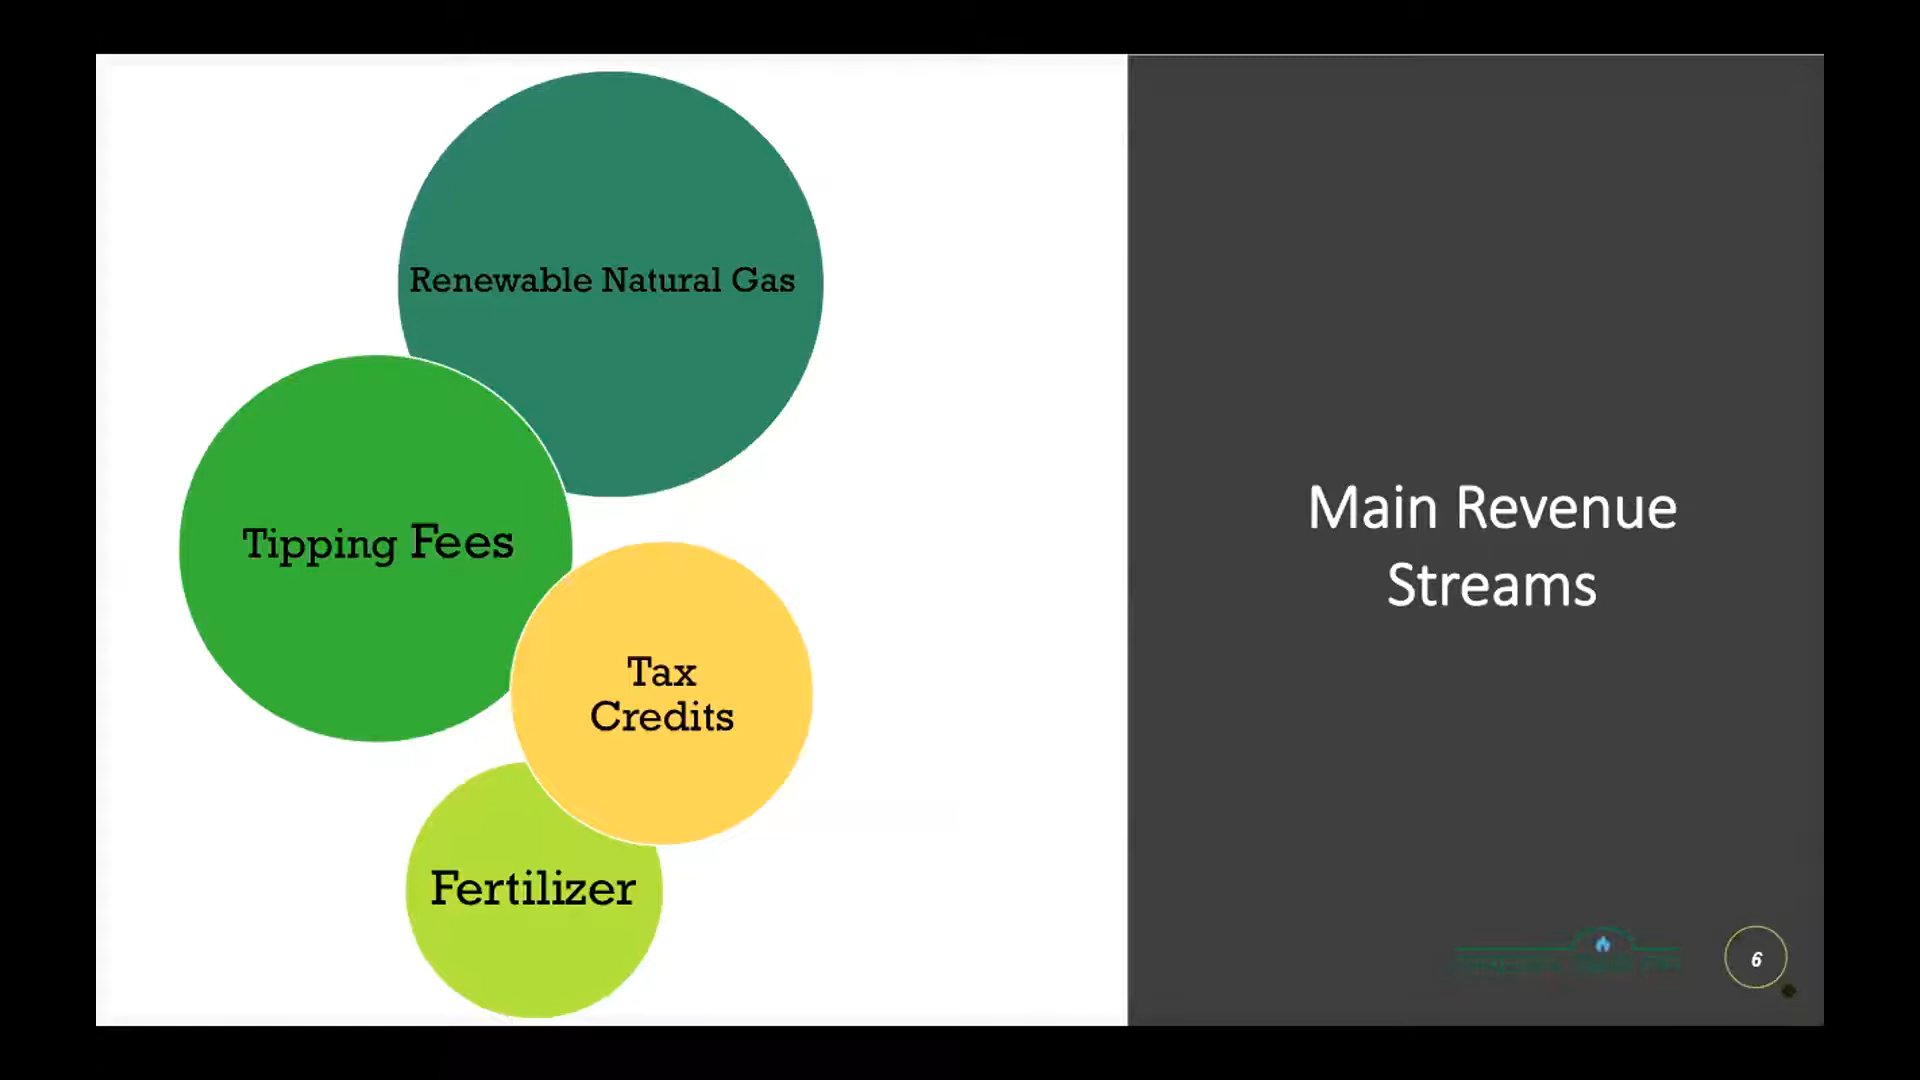 Renewable Natural Gas
Tipping Fees
Tax
Credits
Fertilizer
Main Revenue
Streams
6